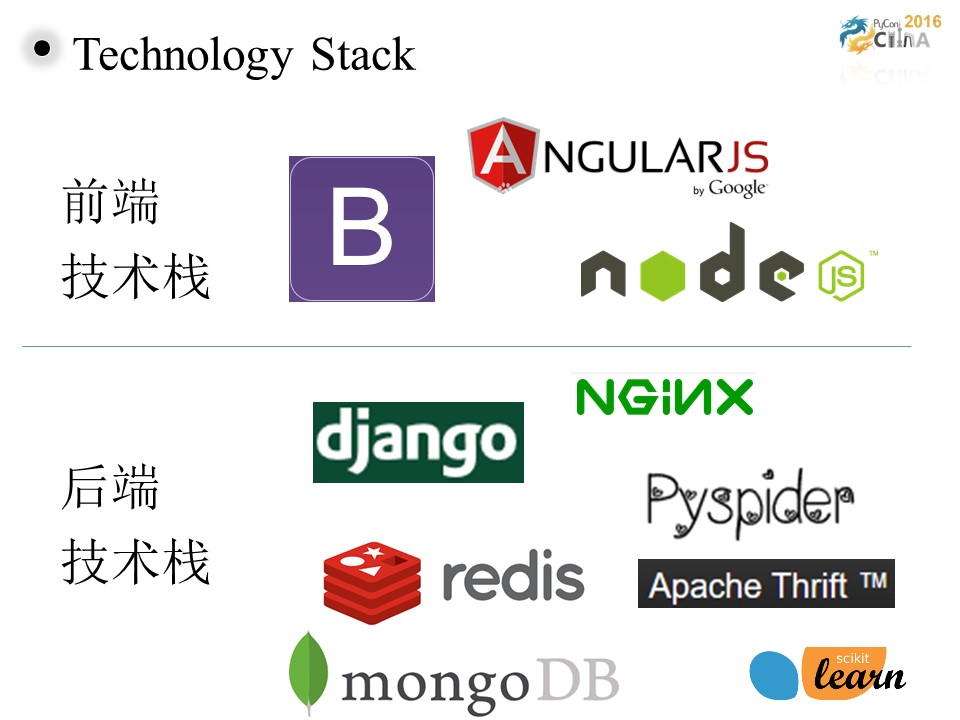 Technology Stack
PyCon 2016
China
前端
技术栈
B
ANGULARJS
by Google
node JS ™
后端
技术栈
django
NGiNX
Pyspider
redis
Apache Thrift ™
mongoDB
scikit
learn